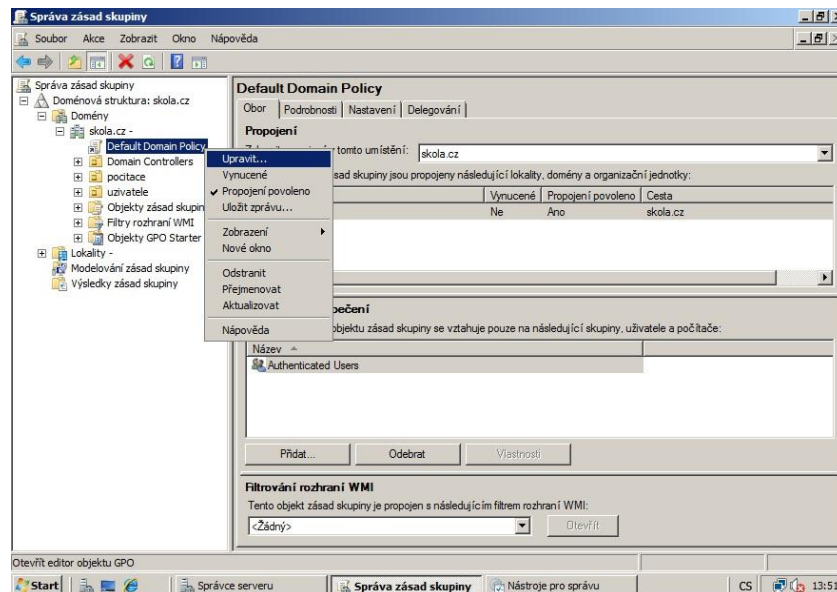 Správa zásad skupiny
Soubor Akce Zobrazit Okno Nápověda
Správa zásad skupiny
Doménová struktura: skola.cz
Domény
skola.cz -
Default Domain Policy
Domain Controllers
pocitace
uzivatele
Objekty zásad skupin
Filtry rozhraní WMI
Objekty GPO Starter
Lokality -
Modelování zásad skupiny
Výsledky zásad skupiny
Upravit...
Vynucené
Propojení povoleno
Uložit zprávu...
Zobrazení
Nové okno
Odstranit
Přejmenovat
Aktualizovat
Nápověda
Default Domain Policy
Obor Podrobnosti Nastavení Delegování
Propojení
tomto umístění: skola.cz
sad skupiny jsou propojeny následující lokality, domény a organizační jednotky:
Vynucené Propojení povoleno Cesta
Ne Ano skola.cz
pečení
bjektu zásad skupiny se vztahuje pouze na následující skupiny, uživatele a počítače:
Název
Authenticated Users
Přidat... Odebrat Vlastnosti
Filtrování rozhraní WMI
Tento objekt zásad skupiny je propojen s následujícím filtrem rozhraní WMI:
<Žádný> Otevřít
Otevřít editor objektu GPO
Start Správce serveru Správa zásad skupiny Nástroje pro správu CS 13:51